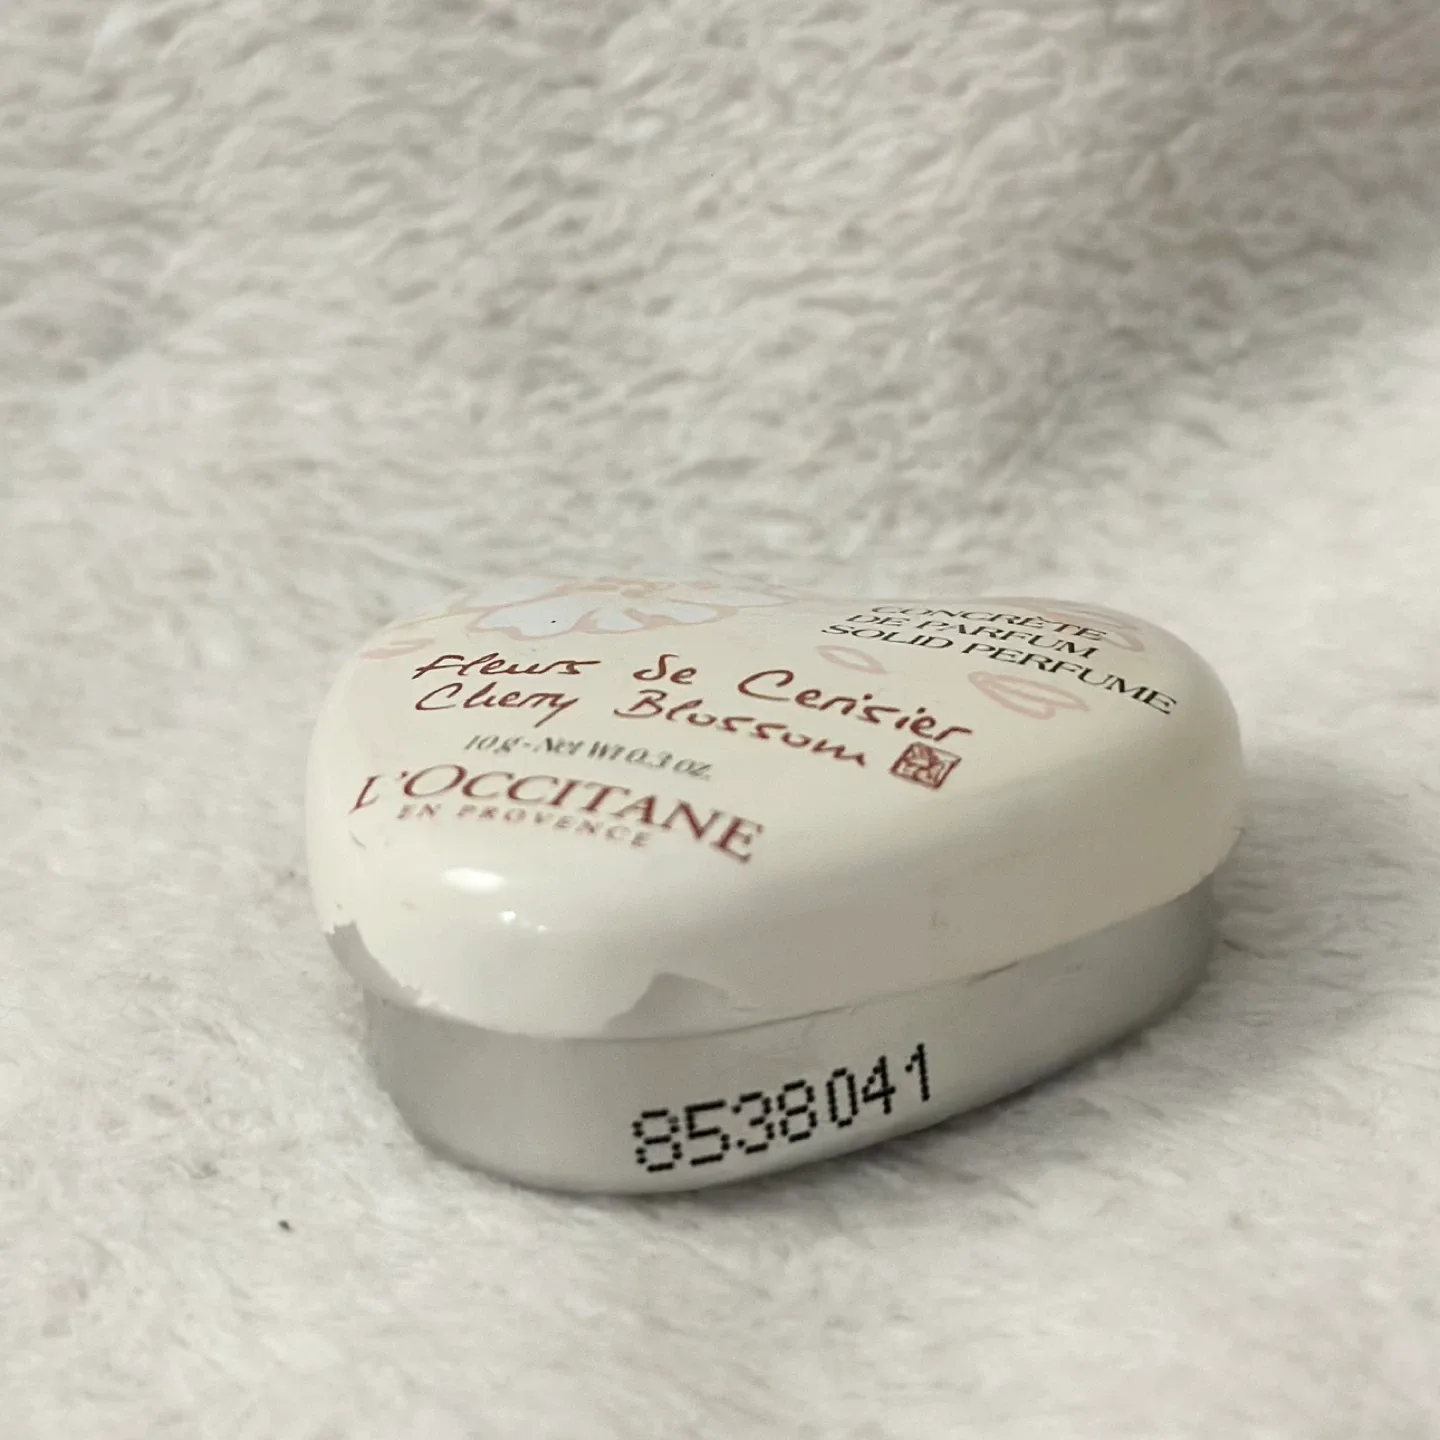 CONCRÈTE
DE PARFUM
SOLID PERFUME
Fleurs de Cerisier
Cherry Blossom
10 g - Net Wt 0.3 oz.
L'OCCITANE
EN PROVENCE
8538041